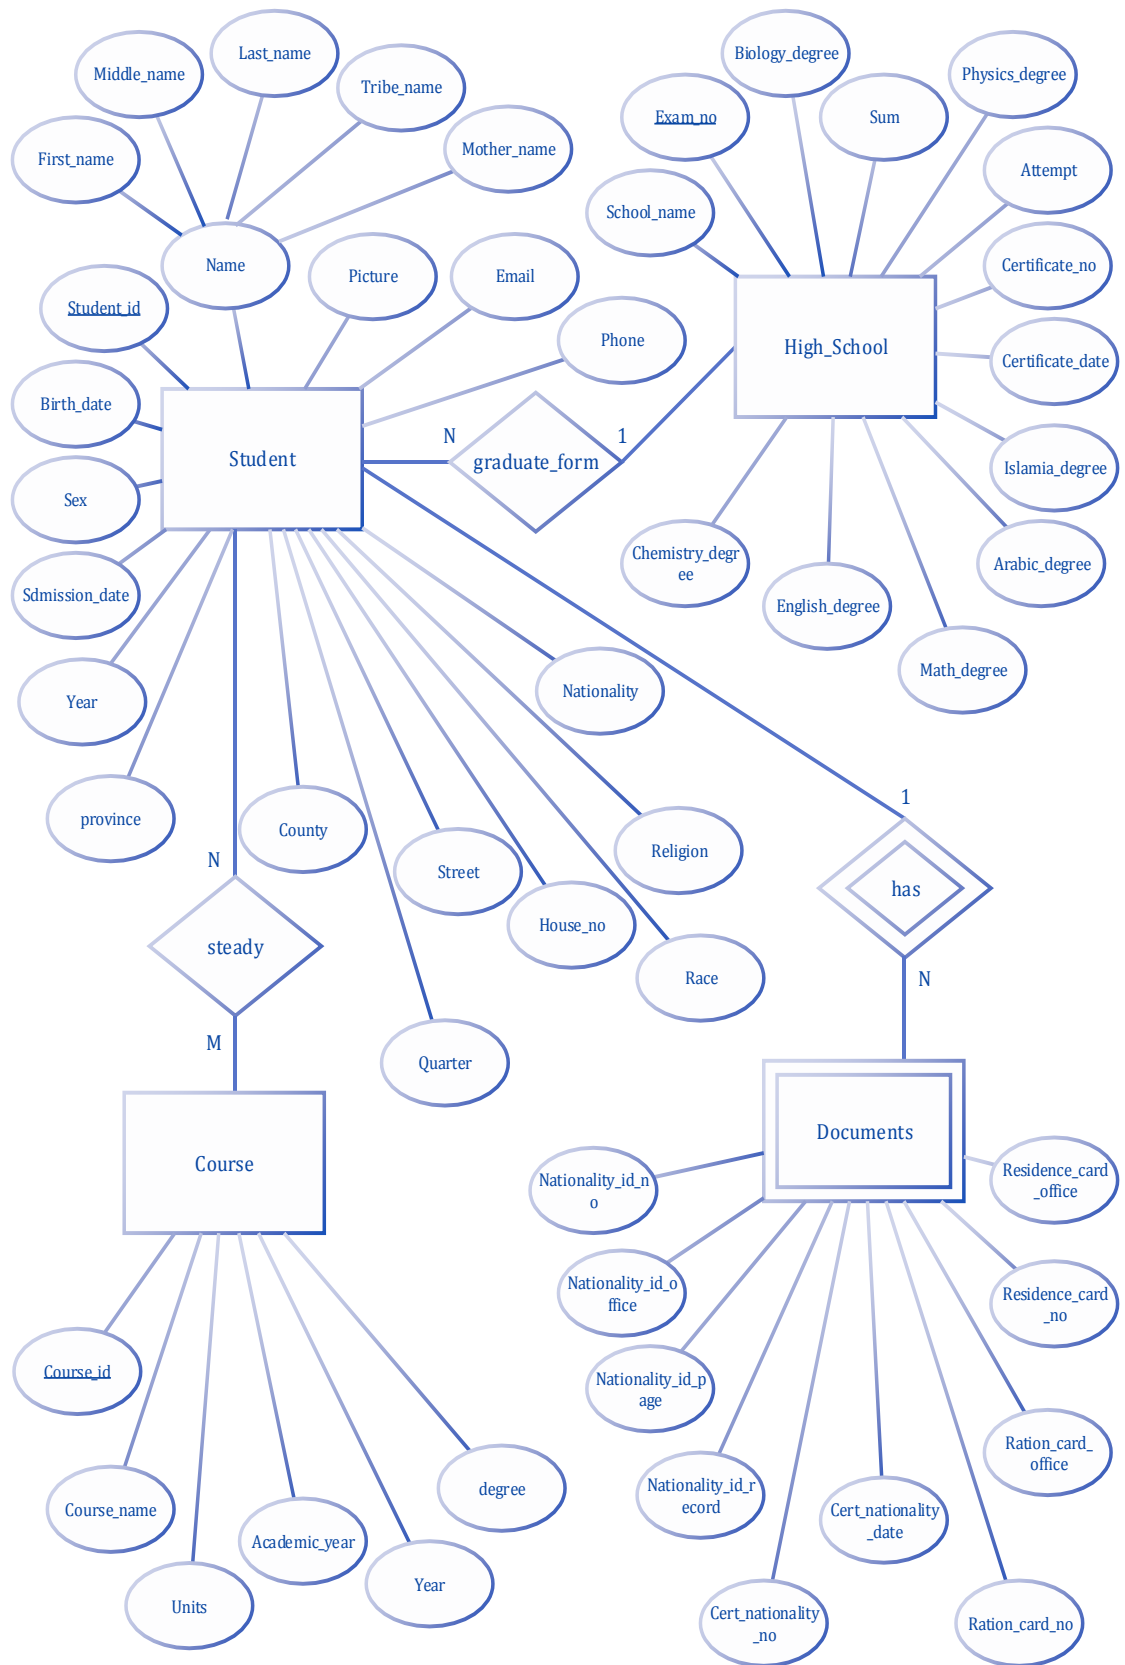 Last_name
Biology_degree
Middle_name
Physics_degree
Tribe_name
Exam_no
Sum
First_name
Mother_name
Attempt
School_name
Name
Picture
Email
Certificate_no
Student_id
Phone
High_School
Certificate_date
Birth_date
N
1
Student
graduate_form
Islamia_degree
Sex
Chemistry_degr
ee
Arabic_degree
Sdmission_date
English_degree
Math_degree
Year
Nationality
1
province
County
Religion
N
Street
has
House_no
steady
Race
N
M
Quarter
Documents
Course
Nationality_id_n
o
Residence_card
_office
Nationality_id_o
ffice
Residence_card
_no
Course_id
Nationality_id_p
age
Ration_card_
office
Nationality_id_r
ecord
degree
Course_name
Cert_nationality
_date
Academic_year
Year
Units
Cert_nationality
_no
Ration_card_no